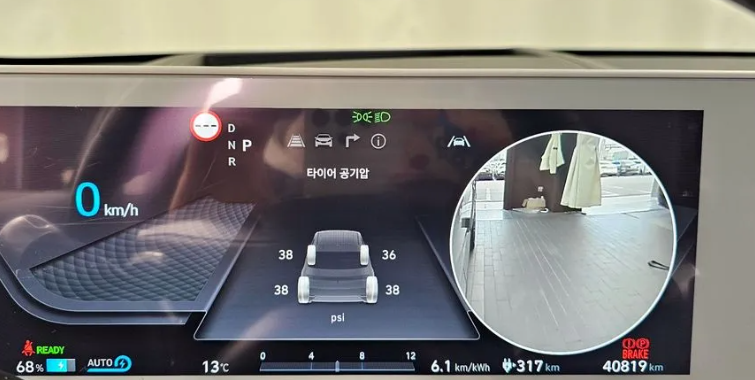 D
N P
R
타이어 공기압
0 km/h
38 36
38 38
psi
READY
68% AUTO
13℃
0 4 8 12
6.1 km/kWh
317 km
BRAKE
40819 km